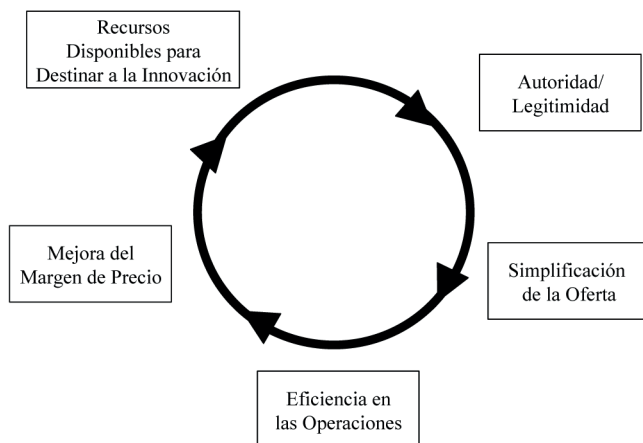 Recursos
Disponibles para
Destinar a la Innovación
Autoridad/
Legitimidad
Simplificación
de la Oferta
Eficiencia en
las Operaciones
Mejora del
Margen de Precio